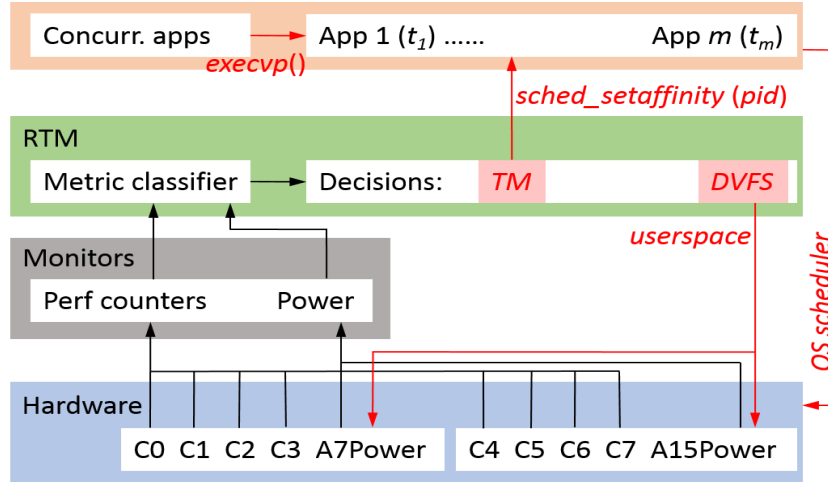 Concurr. apps
App 1 (t1) ......
App m (tm)
execvp()
sched_setaffinity (pid)
RTM
Metric classifier
Decisions:
TM
DVFS
userspace
OS scheduler
Monitors
Perf counters
Power
Hardware
C0 C1 C2 C3 A7Power
C4 C5 C6 C7 A15Power